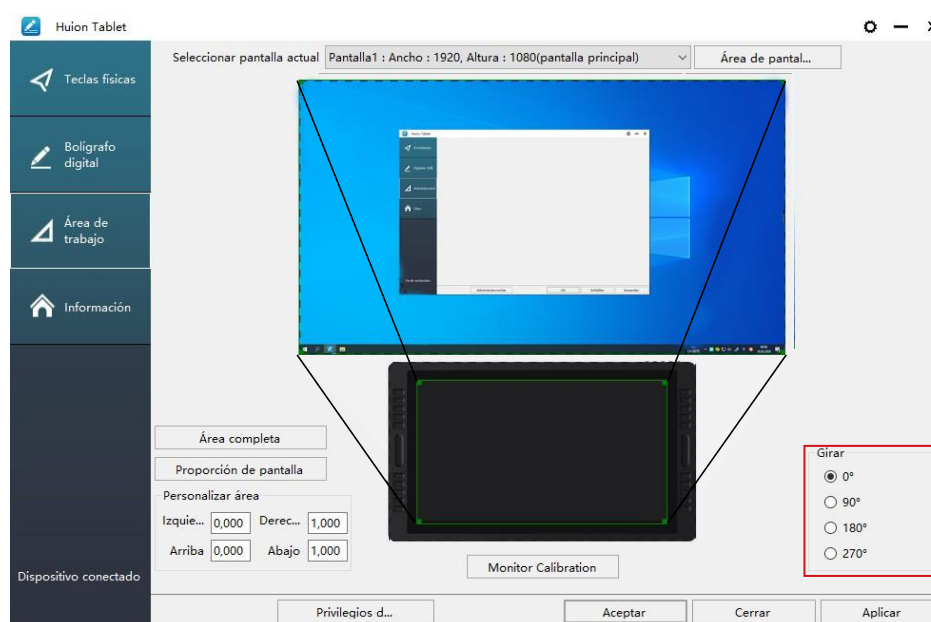 Huion Tablet
Seleccionar pantalla actual
Pantalla1 : Ancho : 1920, Altura : 1080(pantalla principal)
Área de pantal...
Teclas físicas
Bolígrafo
digital
Área de
trabajo
Información
Dispositivo conectado
Huion Tablet
Área completa
Proporción de pantalla
Personalizar área
Izquie... 0,000 Derec... 1,000
Arriba 0,000 Abajo 1,000
Monitor Calibration
Girar
0°
90°
180°
270°
Privilegios d...
Aceptar
Cerrar
Aplicar